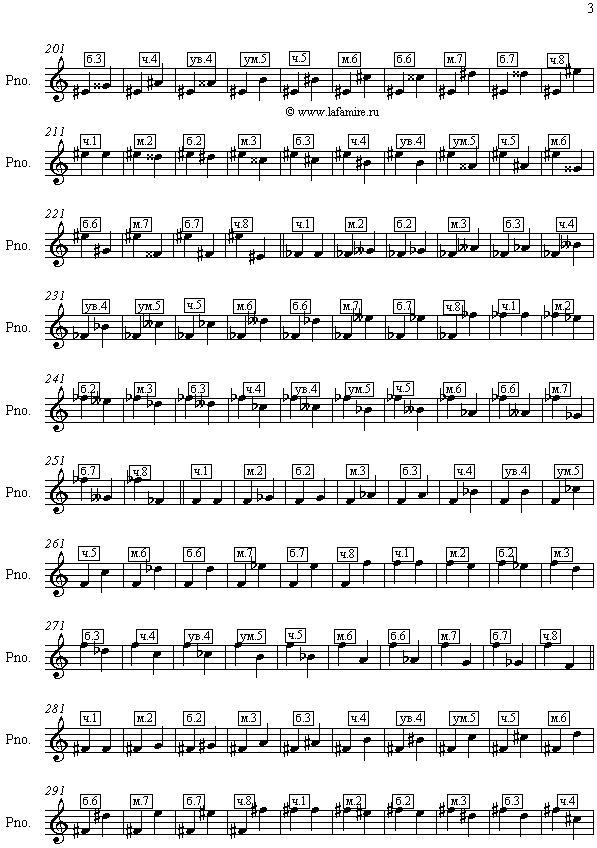 3
201
б.3 ч.4 ув.4 ум.5 ч.5 м.6 б.6 м.7 б.7 ч.8
Pno.
© www.lafamire.ru
211
ч.1 м.2 б.2 м.3 б.3 ч.4 ув.4 ум.5 ч.5 м.6
Pno.
221
б.6 м.7 б.7 ч.8 ч.1 м.2 б.2 м.3 б.3 ч.4
Pno.
231
ув.4 ум.5 ч.5 м.6 б.6 м.7 б.7 ч.8 ч.1 м.2
Pno.
241
б.2 м.3 б.3 ч.4 ув.4 ум.5 ч.5 м.6 б.6 м.7
Pno.
251
б.7 ч.8 ч.1 м.2 б.2 м.3 б.3 ч.4 ув.4 ум.5
Pno.
261
ч.5 м.6 б.6 м.7 б.7 ч.8 ч.1 м.2 б.2 м.3
Pno.
271
б.3 ч.4 ув.4 ум.5 ч.5 м.6 б.6 м.7 б.7 ч.8
Pno.
281
ч.1 м.2 б.2 м.3 б.3 ч.4 ув.4 ум.5 ч.5 м.6
Pno.
291
б.6 м.7 б.7 ч.8 ч.1 м.2 б.2 м.3 б.3 ч.4
Pno.